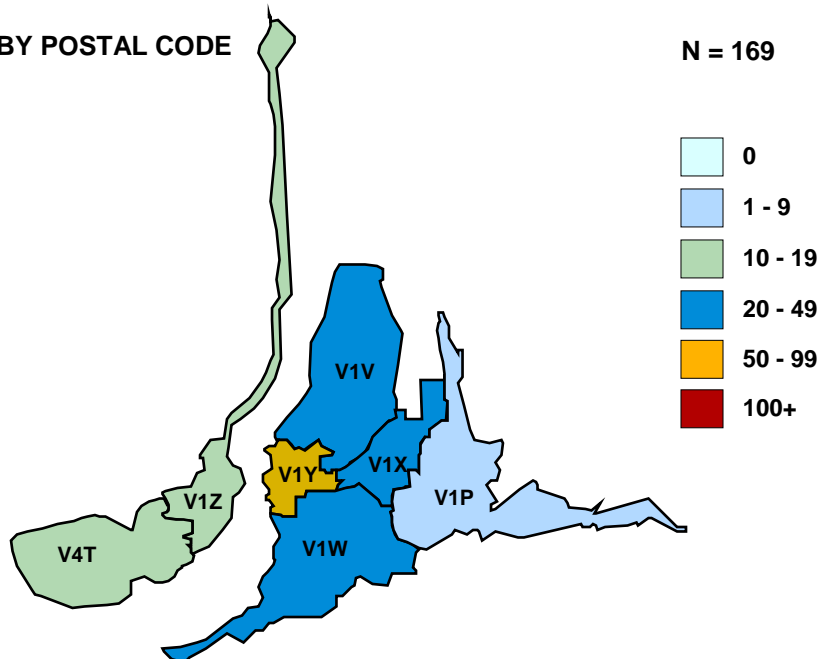 BY POSTAL CODE
N = 169
0
1 - 9
10 - 19
20 - 49
50 - 99
100+
V1V
V1Y
V1X
V1P
V1Z
V1W
V4T